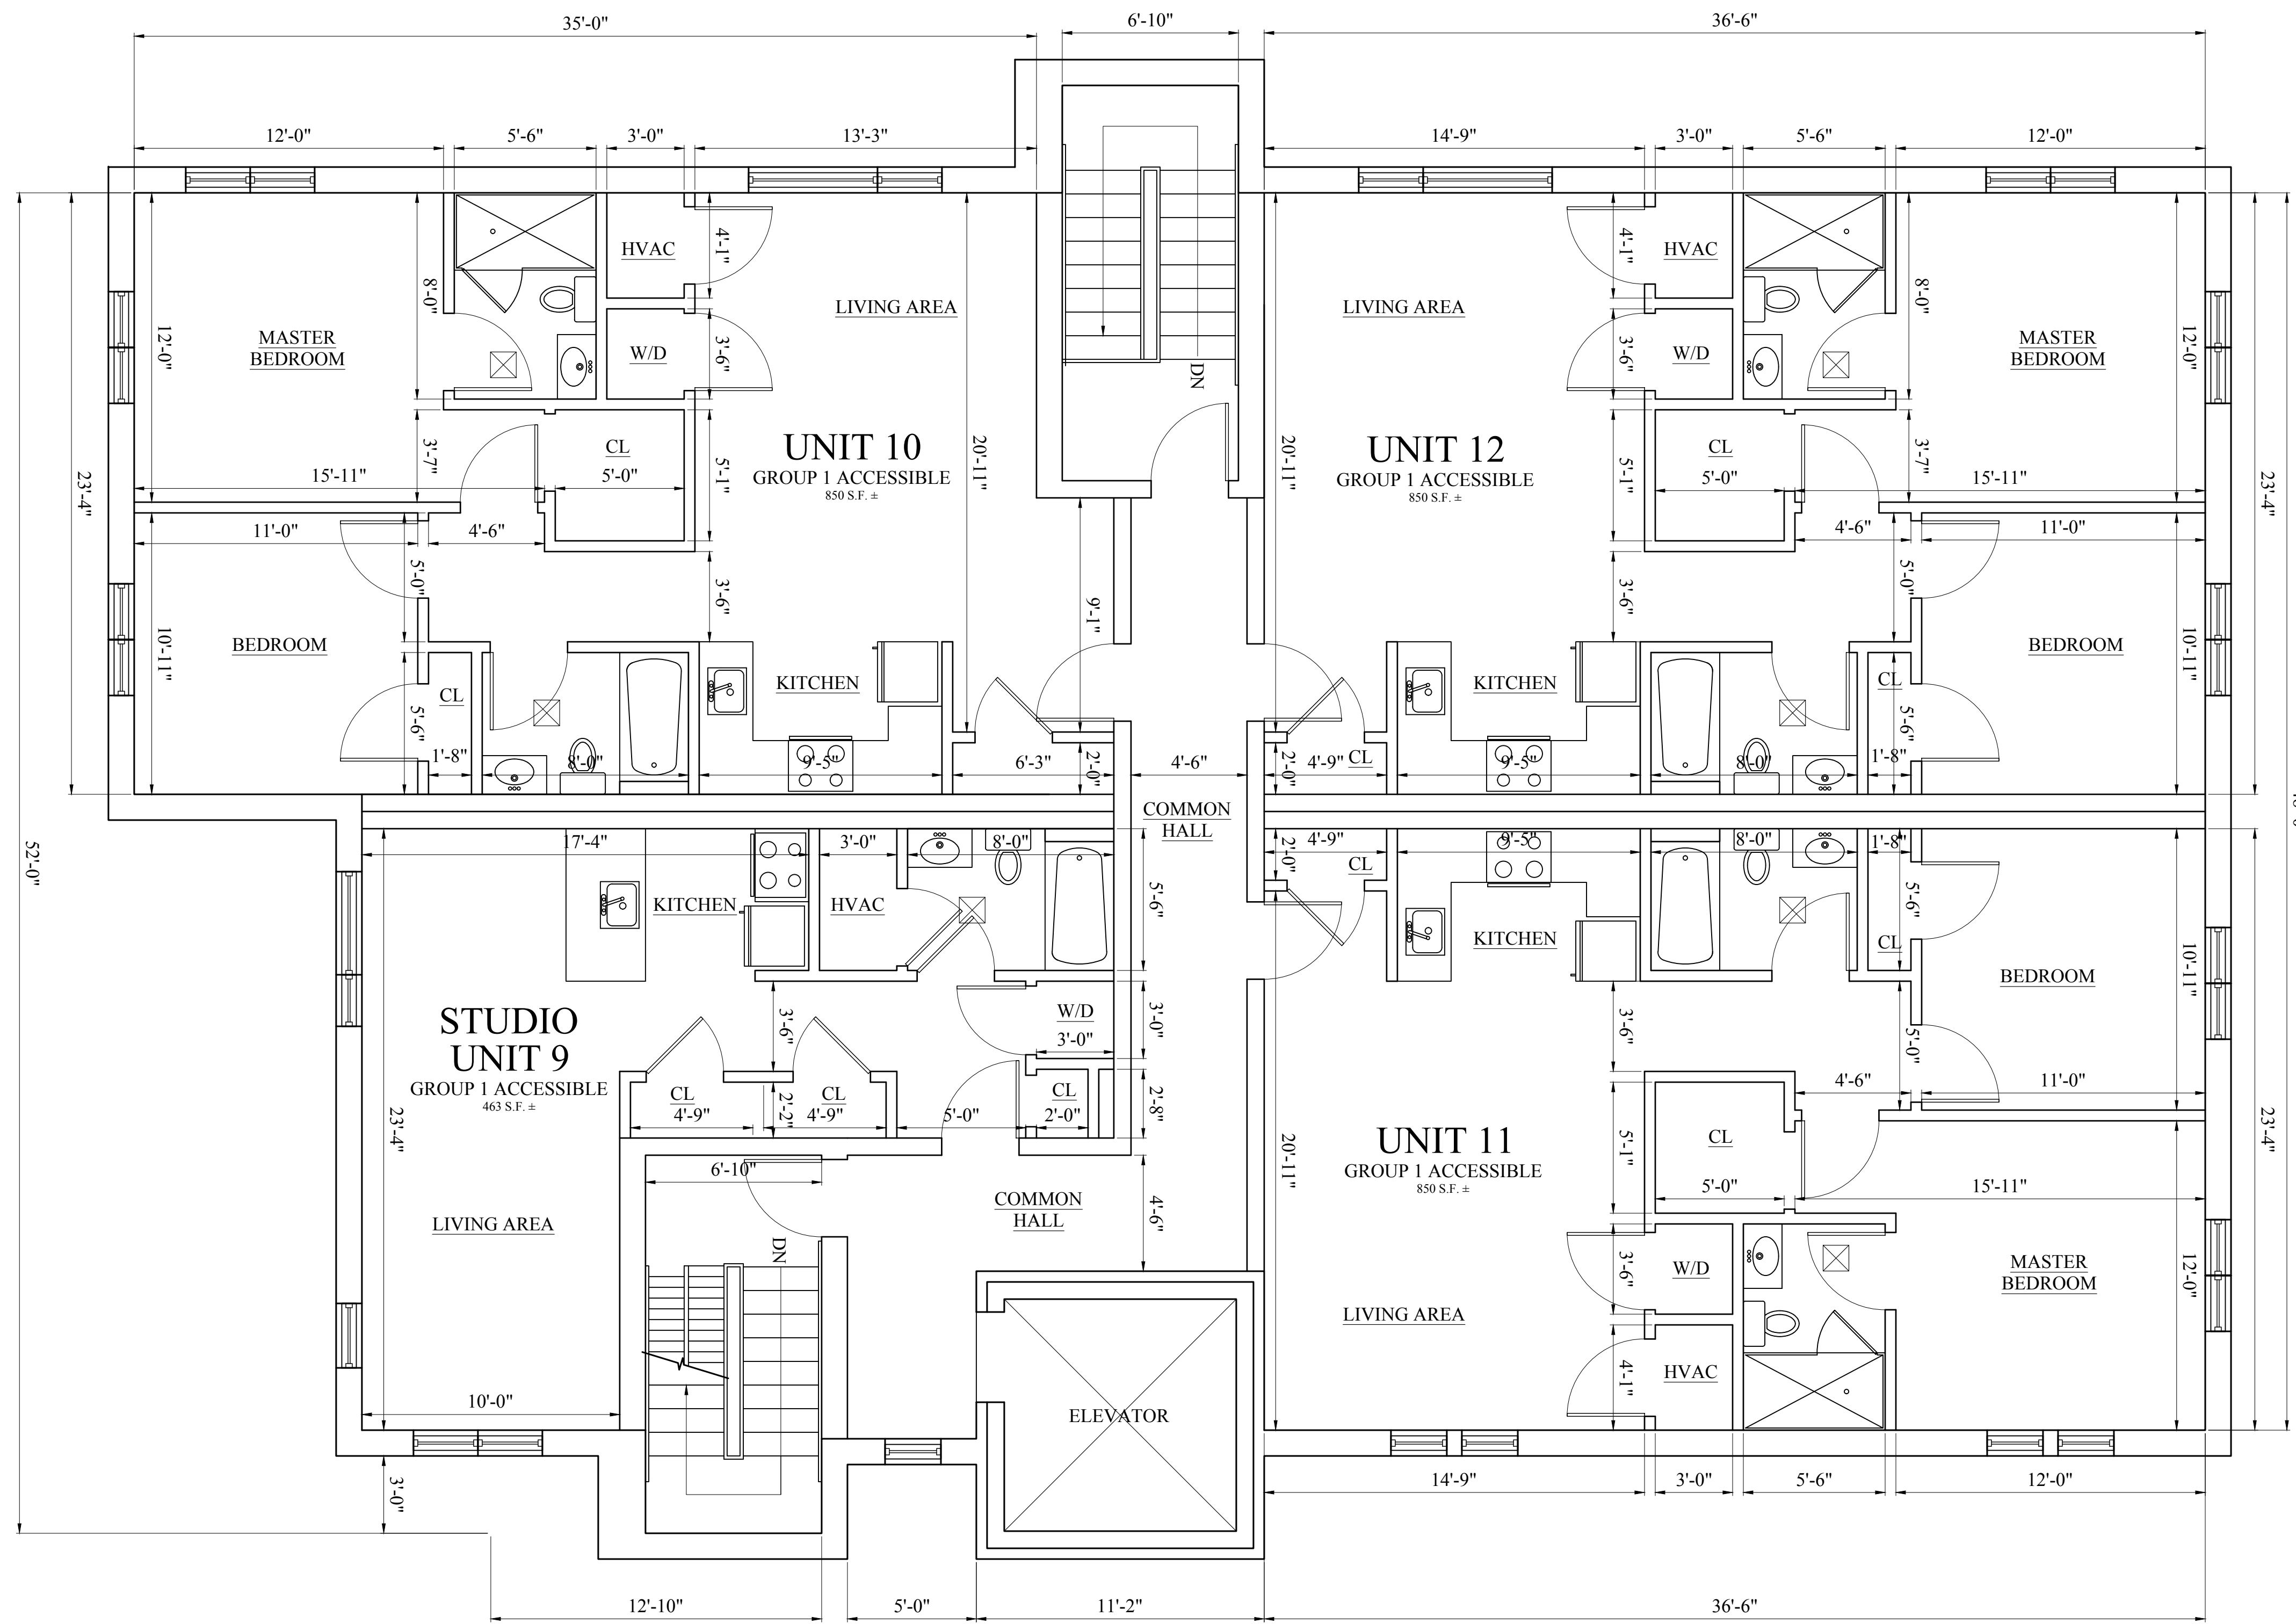 35'-0"
6'-10"
36'-6"
12'-0"
5'-6"
3'-0"
13'-3"
14'-9"
3'-0"
5'-6"
12'-0"
HVAC
4'-1"
4'-1"
HVAC
8'-0"
8'-0"
LIVING AREA
LIVING AREA
12'-0"
MASTER
BEDROOM
W/D
3'-6"
3'-6"
W/D
MASTER
BEDROOM
12'-0"
DN
23'-4"
3'-7"
CL
5'-0"
15'-11"
5'-1"
UNIT 10
GROUP 1 ACCESSIBLE
850 S.F. ±
20'-11"
20'-11"
UNIT 12
GROUP 1 ACCESSIBLE
850 S.F. ±
5'-1"
CL
5'-0"
3'-7"
15'-11"
23'-4"
11'-0"
4'-6"
4'-6"
11'-0"
5'-0"
3'-6"
9'-1"
3'-6"
5'-0"
10'-11"
BEDROOM
BEDROOM
10'-11"
CL
5'-6"
KITCHEN
KITCHEN
CL
5'-6"
1'-8"
8'-0"
9'-5"
6'-3"
2'-0"
4'-6"
2'-0"
4'-9"
CL
9'-5"
8'-0"
1'-8"
COMMON
HALL
52'-0"
17'-4"
3'-0"
8'-0"
4'-9"
2'-0"
CL
9'-5"
8'-0"
1'-8"
KITCHEN
HVAC
5'-6"
KITCHEN
5'-6"
CL
BEDROOM
10'-11"
STUDIO
UNIT 9
GROUP 1 ACCESSIBLE
463 S.F. ±
3'-6"
W/D
3'-0"
3'-0"
3'-6"
5'-0"
23'-4"
CL
4'-9"
2'-2"
CL
4'-9"
5'-0"
CL
2'-0"
2'-8"
4'-6"
11'-0"
23'-4"
20'-11"
UNIT 11
GROUP 1 ACCESSIBLE
850 S.F. ±
5'-1"
CL
5'-0"
15'-11"
6'-10"
COMMON
HALL
4'-6"
LIVING AREA
DN
3'-6"
W/D
MASTER
BEDROOM
12'-0"
LIVING AREA
4'-1"
HVAC
10'-0"
ELEVATOR
3'-0"
14'-9"
3'-0"
5'-6"
12'-0"
12'-10"
5'-0"
11'-2"
36'-6"